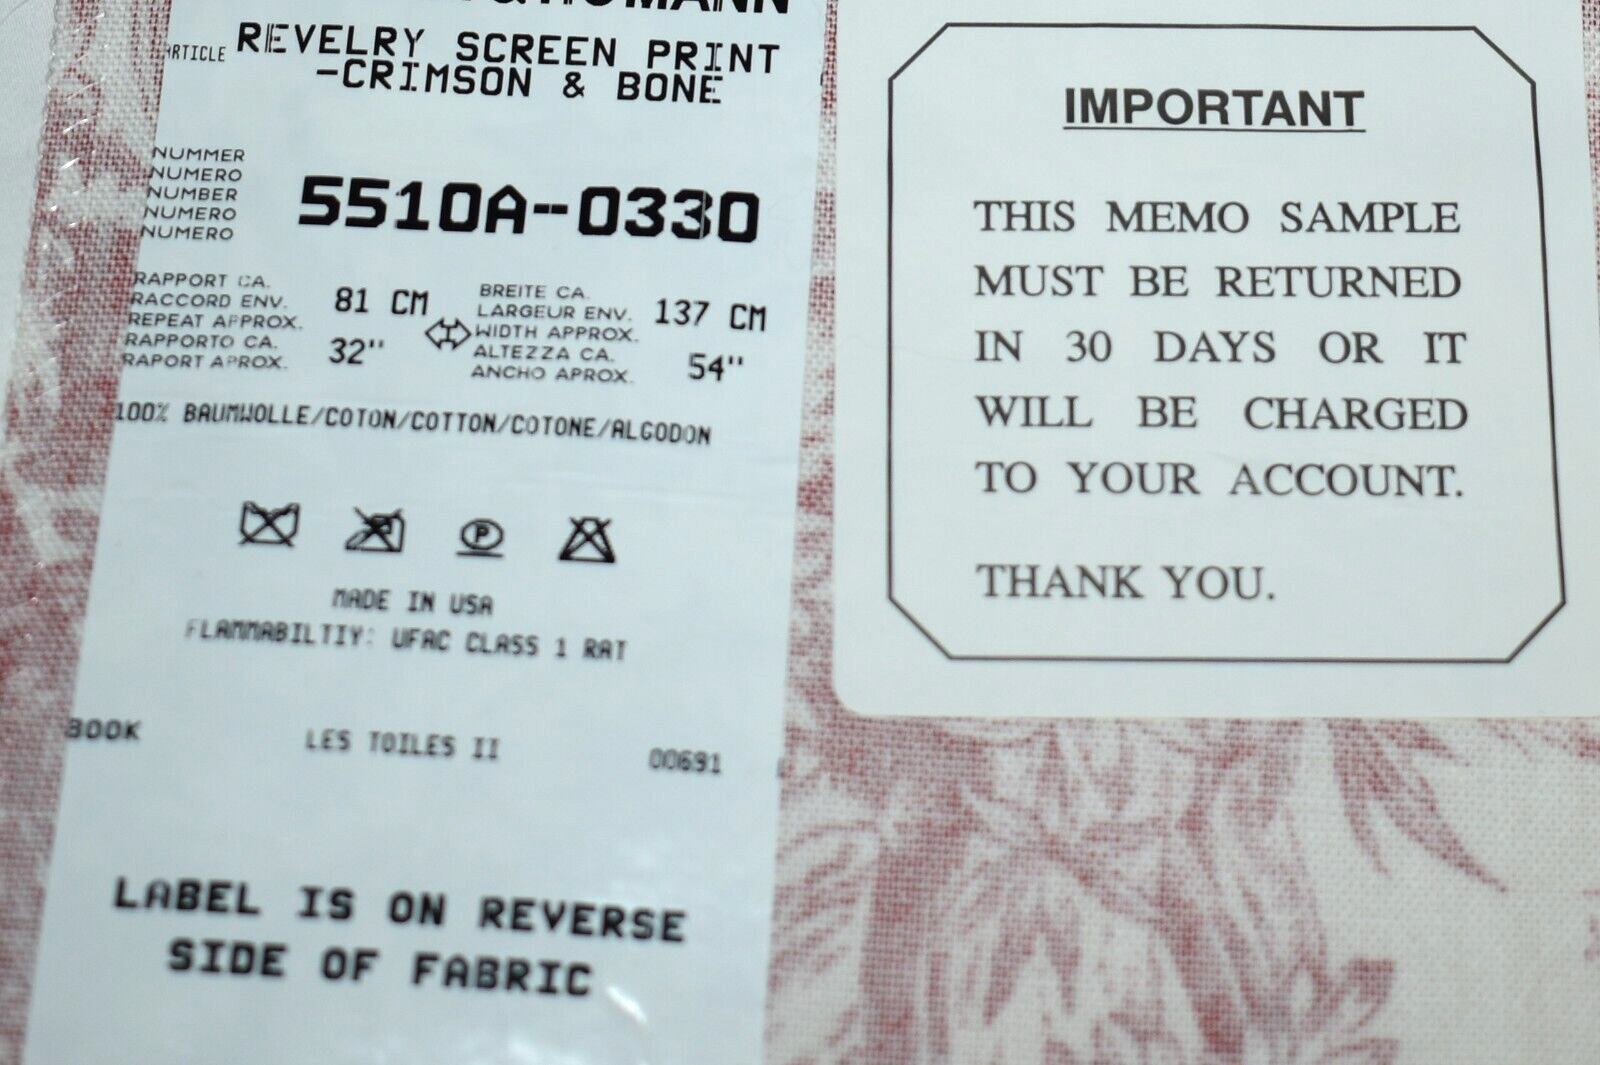 ARTICLE REVELRY SCREEN PRINT
-CRIMSON & BONE
NUMMER
NUMERO
NUMBER 5510A--0330
NUMERO
NUMERO
RAPPORT CA.
RACCORD ENV. 81 CM
REPEAT APPROX.
RAPPORTO CA. 32"
RAPORT APROX.
BREITE CA.
LARGEUR ENV. 137 CM
WIDTH APPROX.
ALTEZZA CA. 54"
ANCHO APROX.
100% BAUMWOLLE/COTON/COTTON/COTONE/ALGODON
P
MADE IN USA
FLAMMABILTIY: UFAC CLASS 1 RAT
BOOK LES TOILES II 00691
LABEL IS ON REVERSE
SIDE OF FABRIC
IMPORTANT
THIS MEMO SAMPLE
MUST BE RETURNED
IN 30 DAYS OR IT
WILL BE CHARGED
TO YOUR ACCOUNT.
THANK YOU.